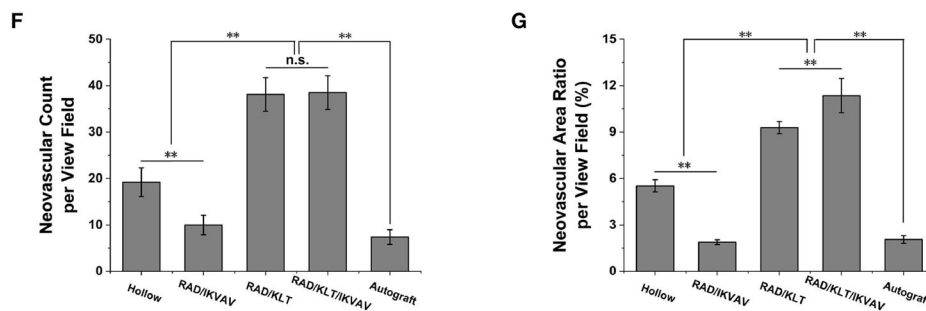 F
**
**
n.s.
**
Neovascular Count
per View Field
50
40
30
20
10
0
Hollow
RAD/IKVAV
RAD/KLT
RAD/KLT/IKVAV
Autograft
G
**
**
**
**
Neovascular Area Ratio
per View Field (%)
15
12
9
6
3
0
Hollow
RAD/IKVAV
RAD/KLT
RAD/KLT/IKVAV
Autograft